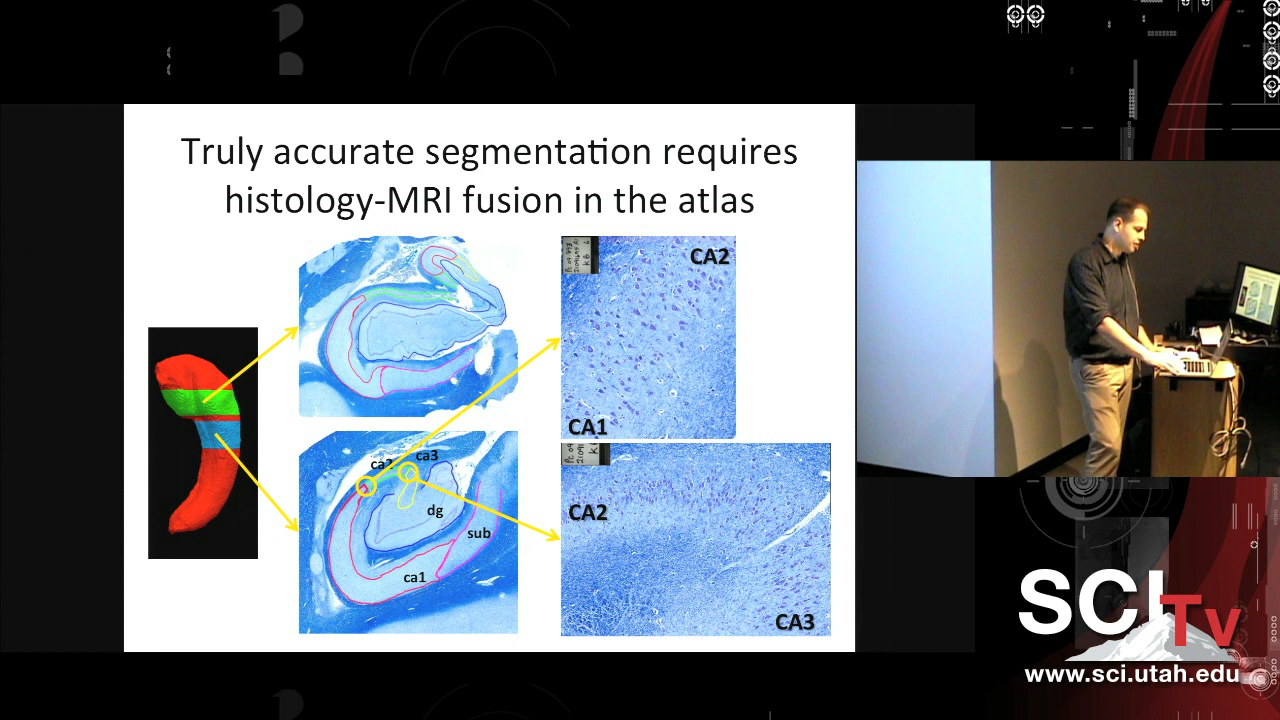 Truly accurate segmentation requires
histology-MRI fusion in the atlas
CA2
CA1
ca2
ca3
dg
sub
ca1
CA2
CA3
SCI
TV
www.sci.utah.edu